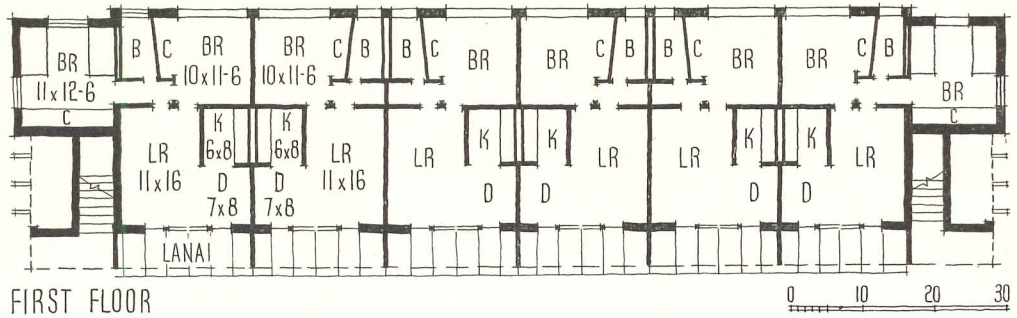 B C BR BR C B B C BR BR C B B C BR BR C B
BR 10x11-6 10x11-6 BR
11x12-6
C C
K K K K K K
LR 6x8 6x8 LR LR LR LR LR
11x16 D D 11x16 D D D D
7x8 7x8
LANAI
FIRST FLOOR 0 10 20 30